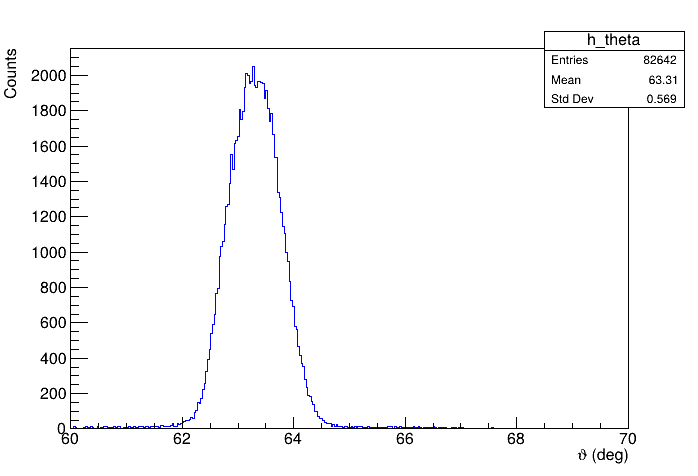 h_theta
Entries 82642
Mean 63.31
Std Dev 0.569
Counts
2000
1800
1600
1400
1200
1000
800
600
400
200
0
60 62 64 66 68 70
ϑ (deg)